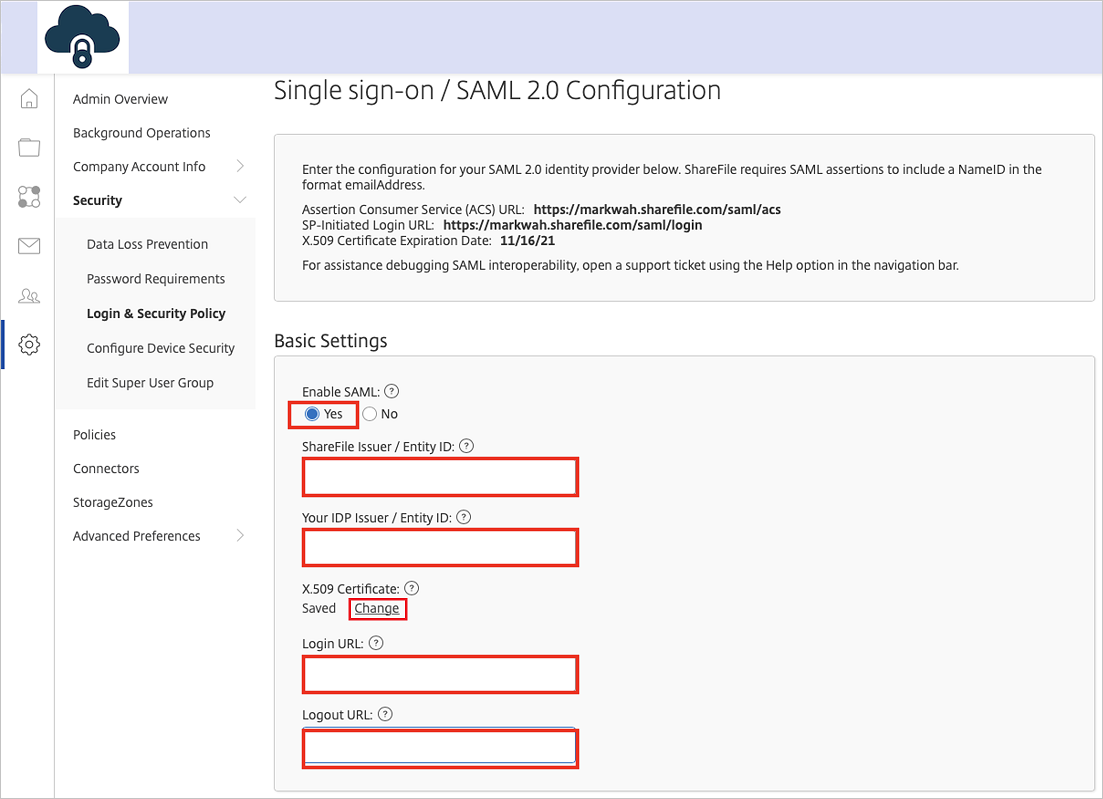 Single sign-on / SAML 2.0 Configuration
Admin Overview
Background Operations
Company Account Info
Security
Data Loss Prevention
Password Requirements
Login & Security Policy
Configure Device Security
Edit Super User Group
Policies
Connectors
StorageZones
Advanced Preferences
Enter the configuration for your SAML 2.0 identity provider below. ShareFile requires SAML assertions to include a NameID in the
format emailAddress.
Assertion Consumer Service (ACS) URL: https://markwah.sharefile.com/saml/acs
SP-Initiated Login URL: https://markwah.sharefile.com/saml/login
X.509 Certificate Expiration Date: 11/16/21
For assistance debugging SAML interoperability, open a support ticket using the Help option in the navigation bar.
Basic Settings
Enable SAML: ?
Yes No
ShareFile Issuer / Entity ID: ?
Your IDP Issuer / Entity ID: ?
X.509 Certificate: ?
Saved Change
Login URL: ?
Logout URL: ?